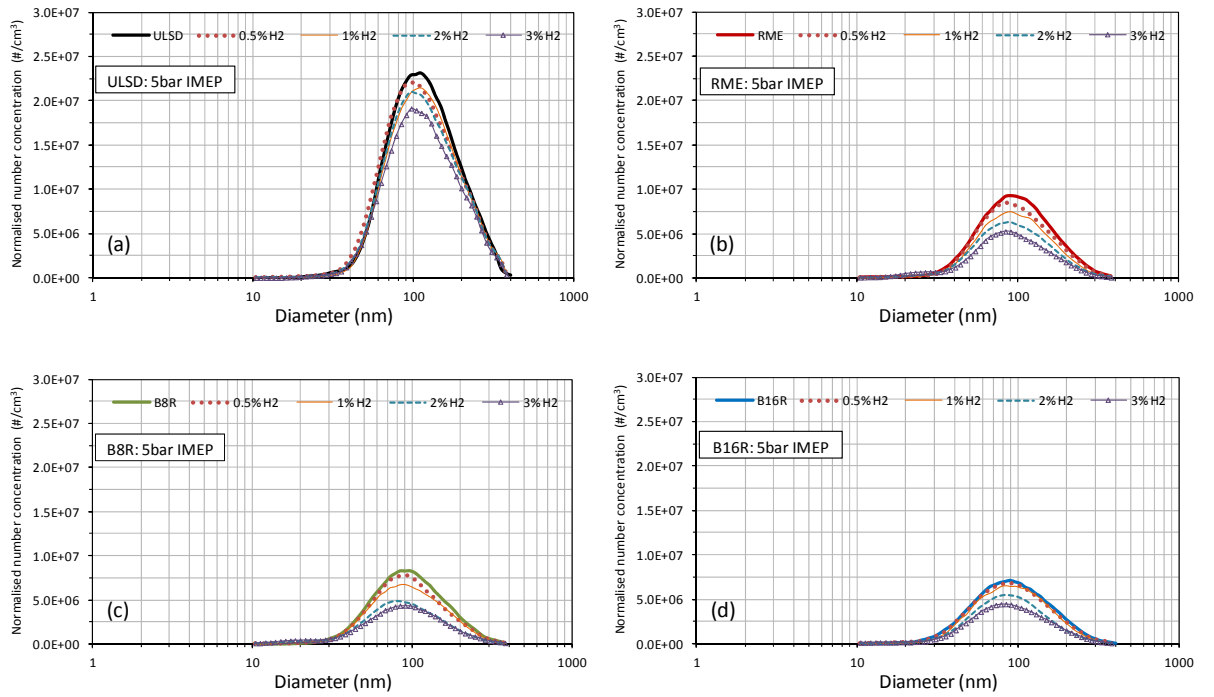 Normalised number concentration (#/cm³)
3.0E+07
2.5E+07
2.0E+07
1.5E+07
1.0E+07
5.0E+06
0.0E+00
ULSD 0.5%H2 1%H2 2%H2 3%H2
ULSD: 5bar IMEP
(a)
1 10 100 1000
Diameter (nm)
Normalised number concentration (#/cm³)
3.0E+07
2.5E+07
2.0E+07
1.5E+07
1.0E+07
5.0E+06
0.0E+00
RME 0.5%H2 1%H2 2%H2 3%H2
RME: 5bar IMEP
(b)
1 10 100 1000
Diameter (nm)
Normalised number concentration (#/cm³)
3.0E+07
2.5E+07
2.0E+07
1.5E+07
1.0E+07
5.0E+06
0.0E+00
B8R 0.5%H2 1%H2 2%H2 3%H2
B8R: 5bar IMEP
(c)
1 10 100 1000
Diameter (nm)
Normalised number concentration (#/cm³)
3.0E+07
2.5E+07
2.0E+07
1.5E+07
1.0E+07
5.0E+06
0.0E+00
B16R 0.5%H2 1%H2 2%H2 3%H2
B16R: 5bar IMEP
(d)
1 10 100 1000
Diameter (nm)